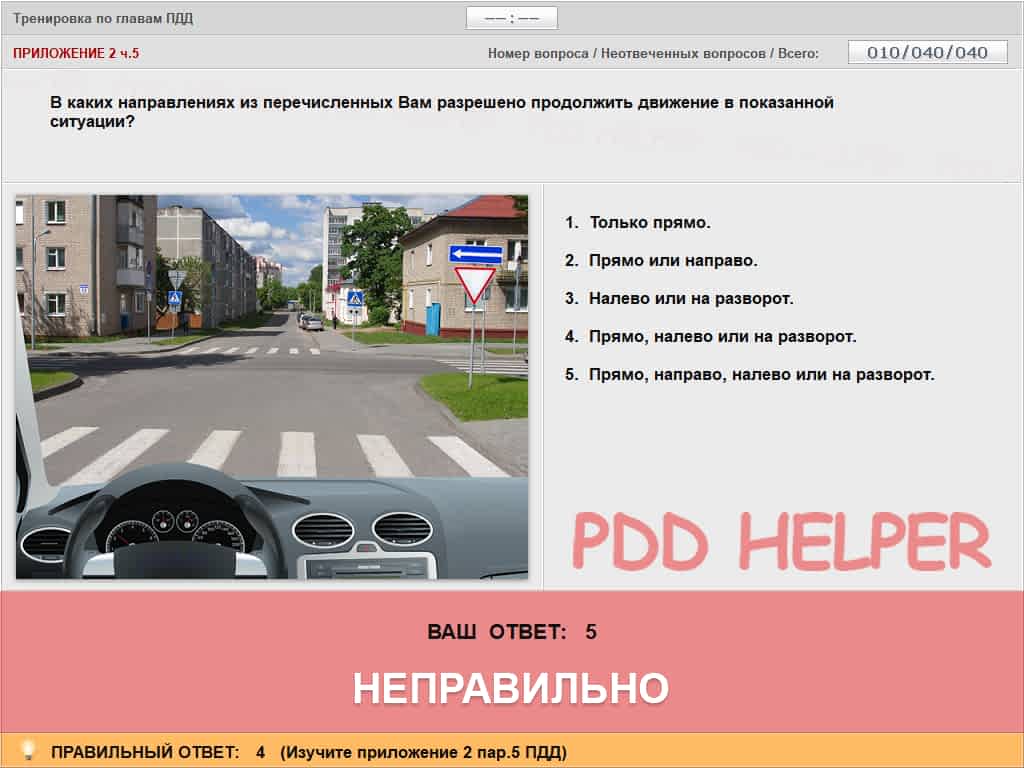 Тренировка по главам ПДД
—— : ——
ПРИЛОЖЕНИЕ 2 ч.5
Номер вопроса / Неотвеченных вопросов / Всего:
010/040/040
В каких направлениях из перечисленных Вам разрешено продолжить движение в показанной
ситуации?
1. Только прямо.
2. Прямо или направо.
3. Налево или на разворот.
4. Прямо, налево или на разворот.
5. Прямо, направо, налево или на разворот.
PDD HELPER
ВАШ ОТВЕТ: 5
НЕПРАВИЛЬНО
ПРАВИЛЬНЫЙ ОТВЕТ: 4 (Изучите приложение 2 пар.5 ПДД)